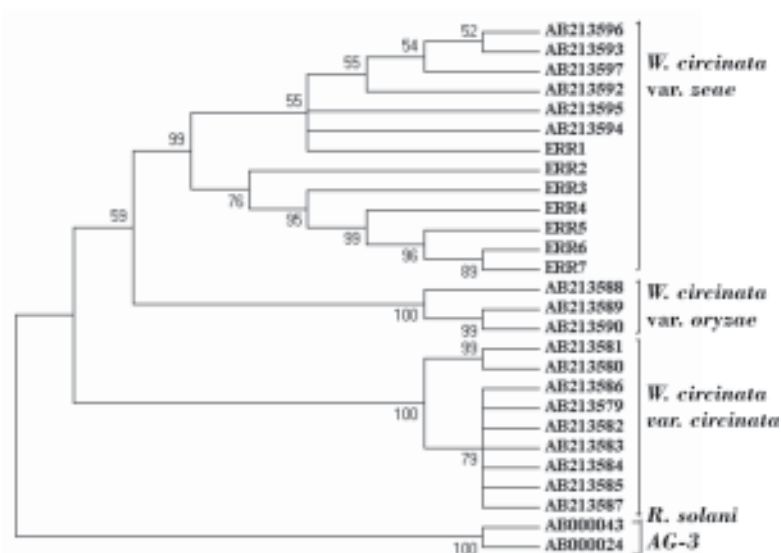 52 AB213596
AB213593
54 AB213597
55 AB213592
55 AB213595
AB213594
ERR1
99
ERR2
76 ERR3
95 ERR4
99 ERR5
96 ERR6
89 ERR7
W. circinata
var. zeae
59
AB213588
100 AB213589
99 AB213590
W. circinata
var. oryzae
99 AB213581
AB213580
100
AB213586
AB213579
AB213582
AB213583
79 AB213584
AB213585
AB213587
W. circinata
var. circinata
AB000043
100 AB000024
R. solani
AG-3